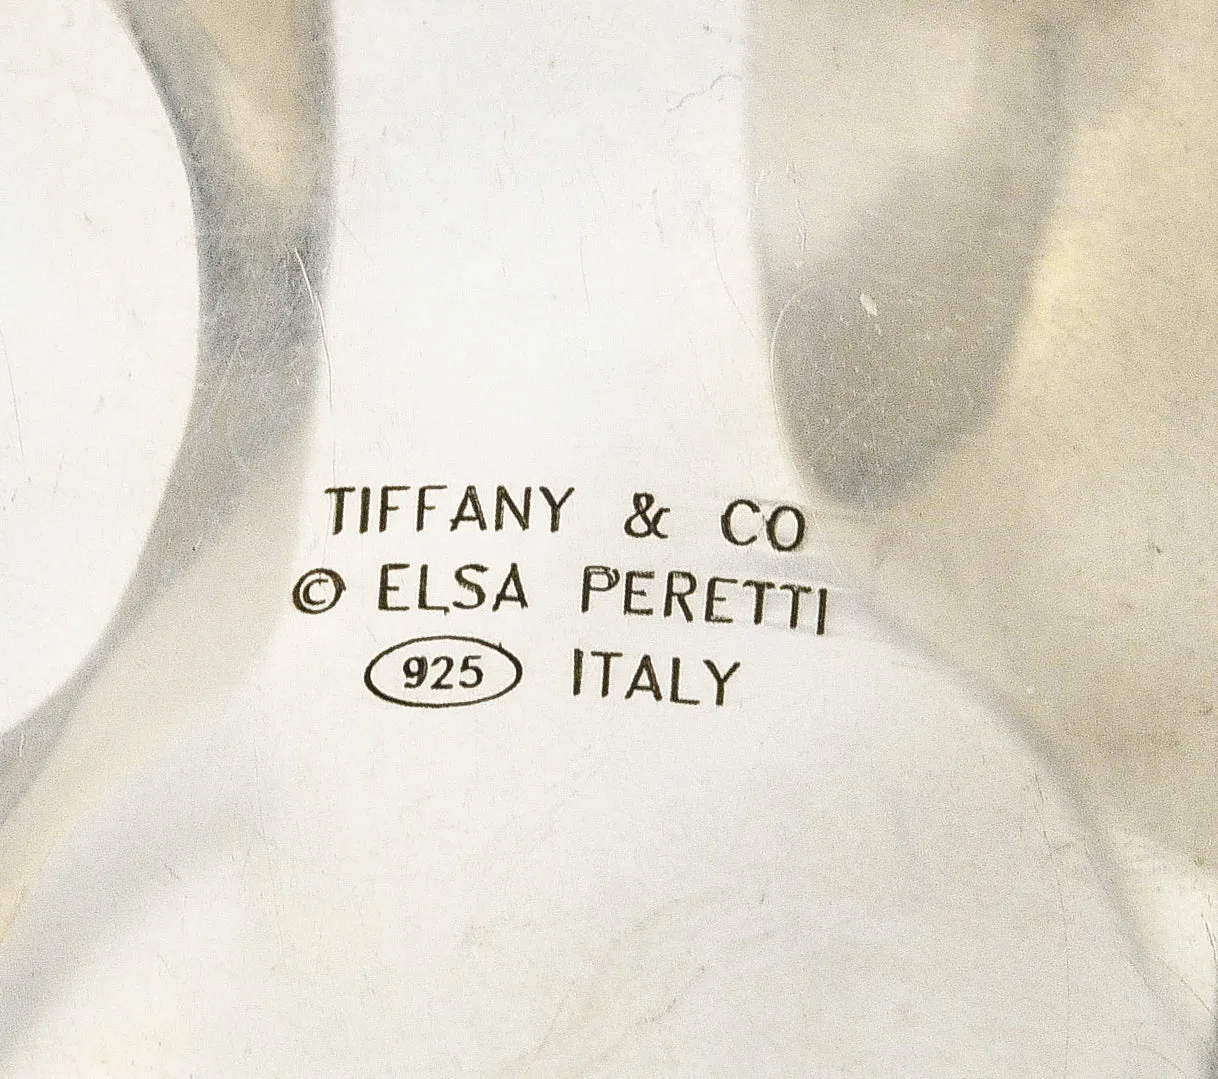 TIFFANY & CO
© ELSA PERETTI
925 ITALY